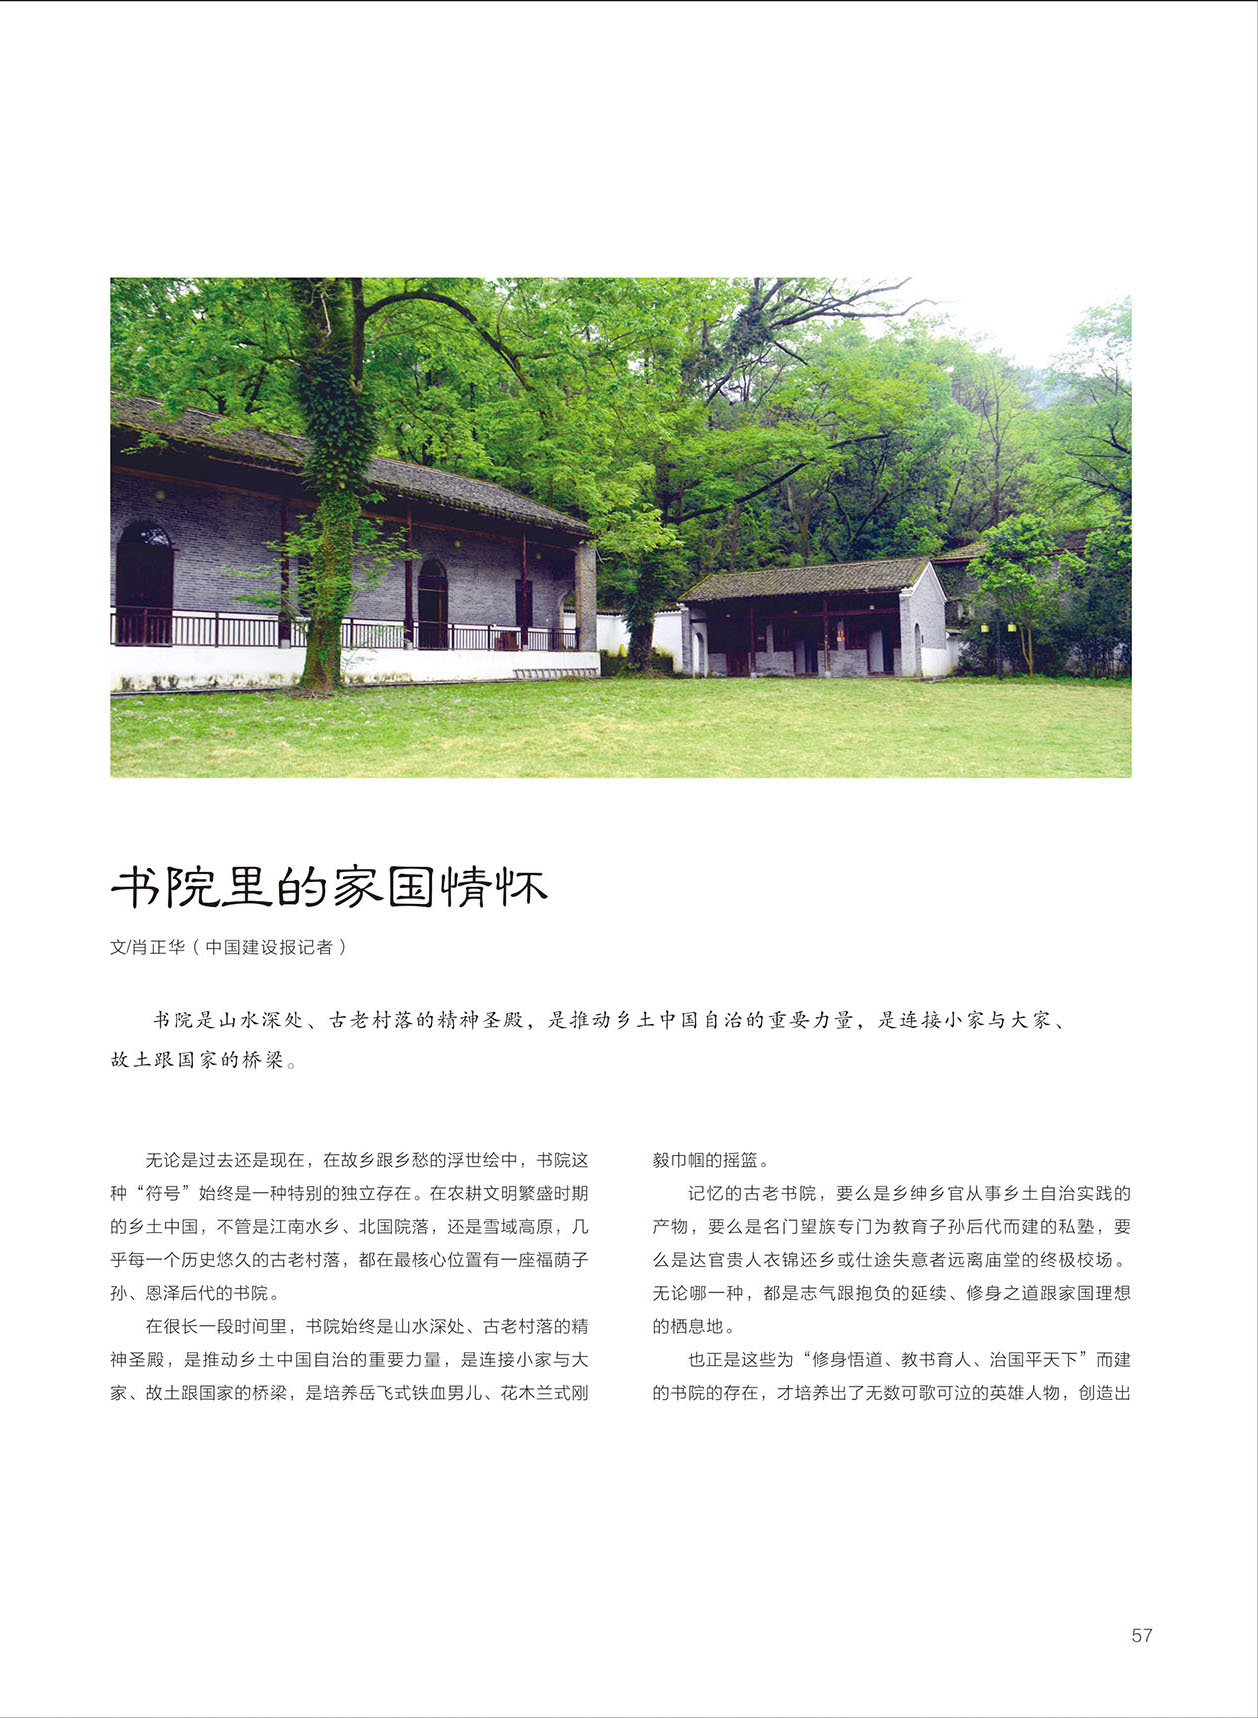 书院里的家国情怀
文/肖正华（中国建设报记者）
书院是山水深处、古老村落的精神圣殿，是推动乡土中国自治的重要力量，是连接小家与大家、
故土跟国家的桥梁。
无论是过去还是现在，在故乡跟乡愁的浮世绘中，书院这
种“符号”始终是一种特别的独立存在。在农耕文明繁盛时期
的乡土中国，不管是江南水乡、北国院落，还是雪域高原，几
乎每一个历史悠久的古老村落，都在最核心位置有一座福荫子
孙、恩泽后代的书院。
在很长一段时间里，书院始终是山水深处、古老村落的精
神圣殿，是推动乡土中国自治的重要力量，是连接小家与大
家、故土跟国家的桥梁，是培养岳飞式铁血男儿、花木兰式刚
毅巾帼的摇篮。
记忆的古老书院，要么是乡绅乡官从事乡土自治实践的
产物，要么是名门望族专门为教育子孙后代而建的私塾，要
么是达官贵人衣锦还乡或仕途失意者远离庙堂的终极校场。
无论哪一种，都是志气跟抱负的延续、修身之道跟家国理想
的栖息地。
也正是这些为“修身悟道、教书育人、治国平天下”而建
的书院的存在，才培养出了无数可歌可泣的英雄人物，创造出
57